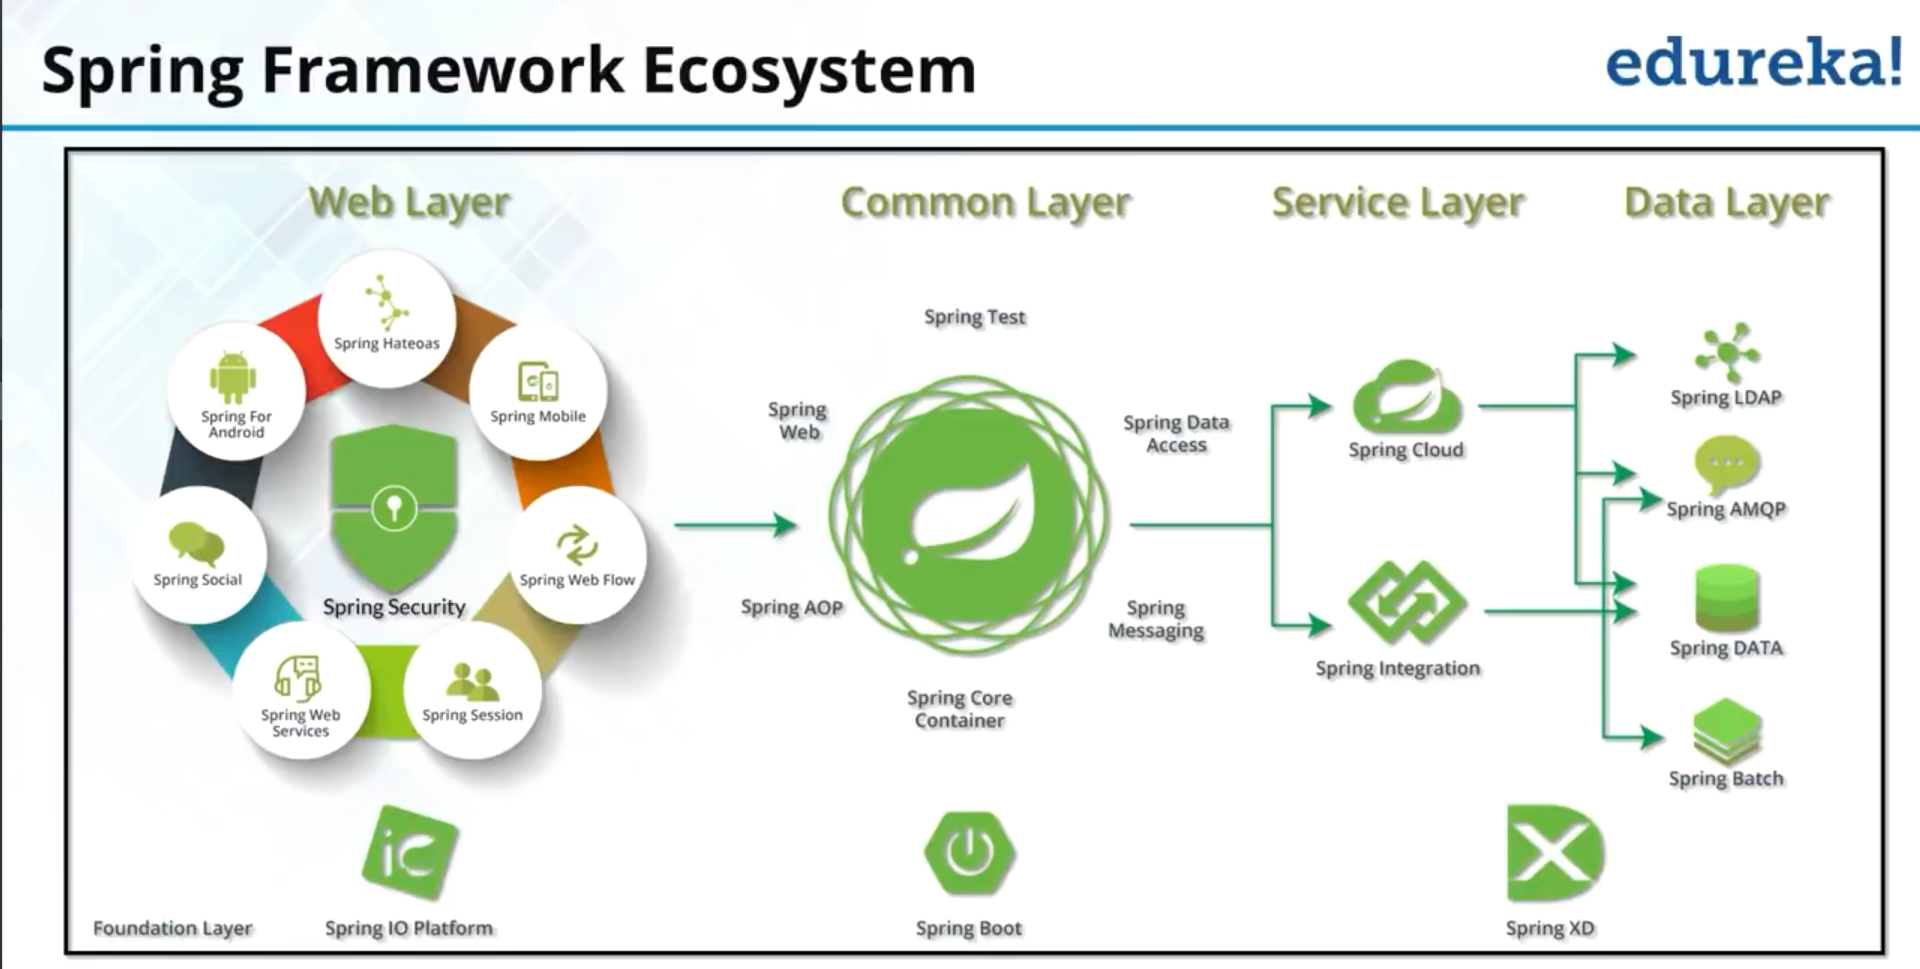 Spring Framework Ecosystem
edureka!
Web Layer
Common Layer
Service Layer
Data Layer
Spring Hateoas
Spring For
Android
Spring Mobile
Spring Social
Spring Web Flow
Spring Security
Spring Web
Services
Spring Session
Spring Test
Spring
Web
Spring Data
Access
Spring AOP
Spring
Messaging
Spring Core
Container
Spring Cloud
Spring Integration
Spring LDAP
Spring AMQP
Spring DATA
Spring Batch
Foundation Layer
Spring IO Platform
Spring Boot
Spring XD